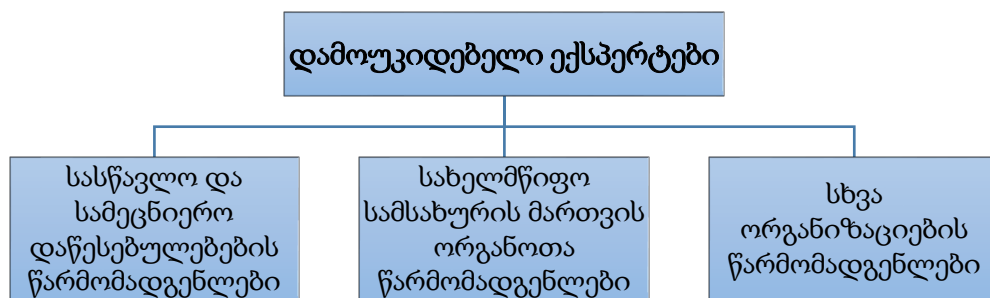 დამოუკიდებელი ექსპერტები
სასწავლო და
სამეცნიერო
დაწესებულებების
წარმომადგენლები
სახელმწიფო
სამსახურის მართვის
ორგანოთა
წარმომადგენლები
სხვა
ორგანიზაციების
წარმომადგენლები